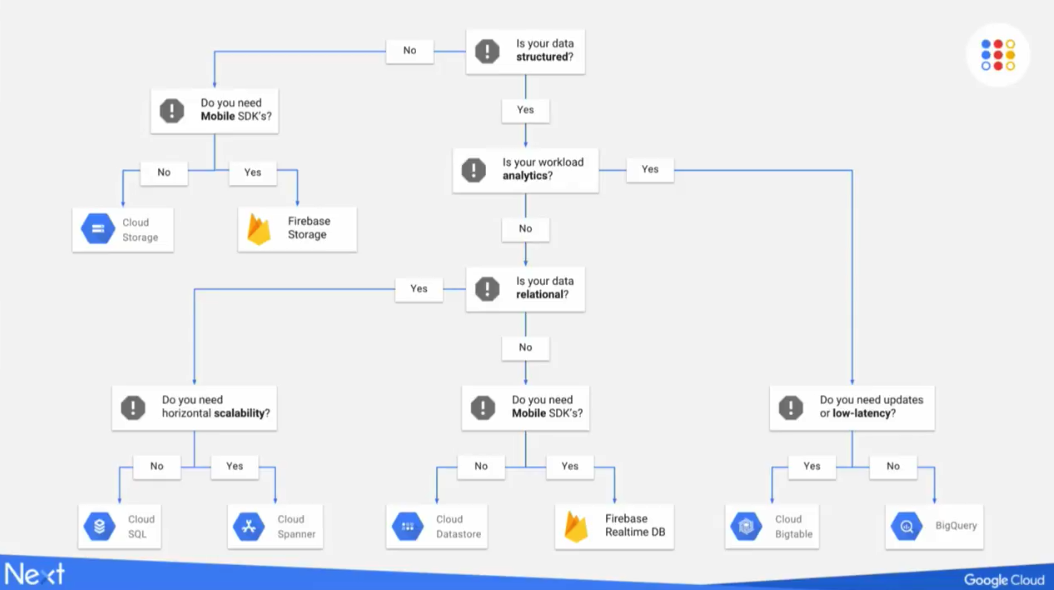 Is your data
structured?
No
Do you need
Mobile SDK's?
Yes
Is your workload
analytics?
Yes
No
Yes
Cloud
Storage
Firebase
Storage
No
Is your data
relational?
Yes
No
Do you need
horizontal scalability?
Do you need
Mobile SDK's?
Do you need updates
or low-latency?
No
Yes
No
Yes
Yes
No
Cloud
SQL
Cloud
Spanner
Cloud
Datastore
Firebase
Realtime DB
Cloud
Bigtable
BigQuery
Next
Google Cloud